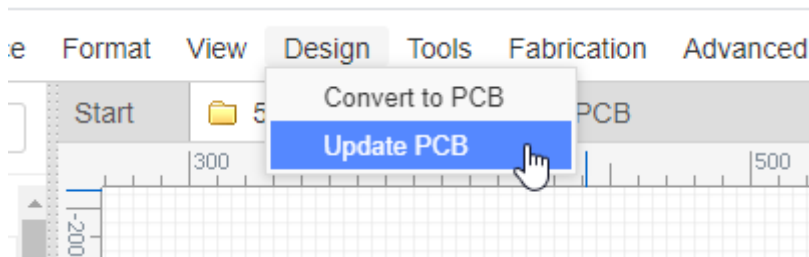 e Format View Design Tools Fabrication Advanced
Convert to PCB
Start 5 PCB
Update PCB
300 500
-200